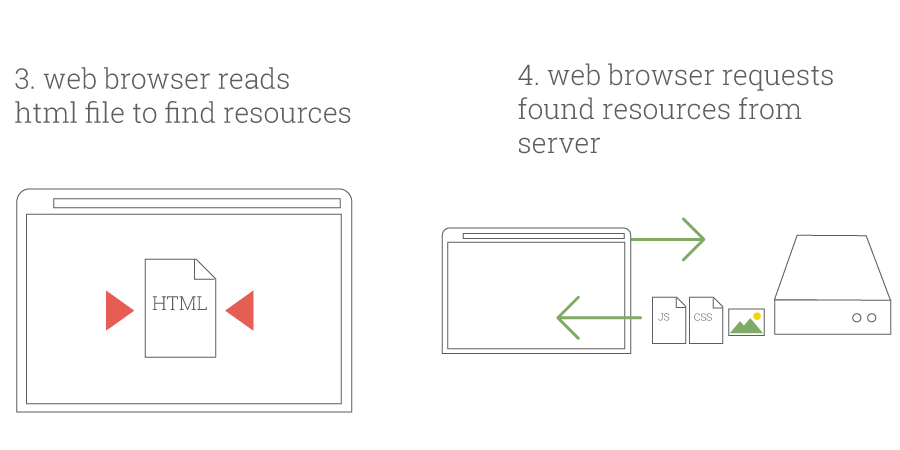 3. web browser reads
html file to find resources
4. web browser requests
found resources from
server
HTML
JS
CSS